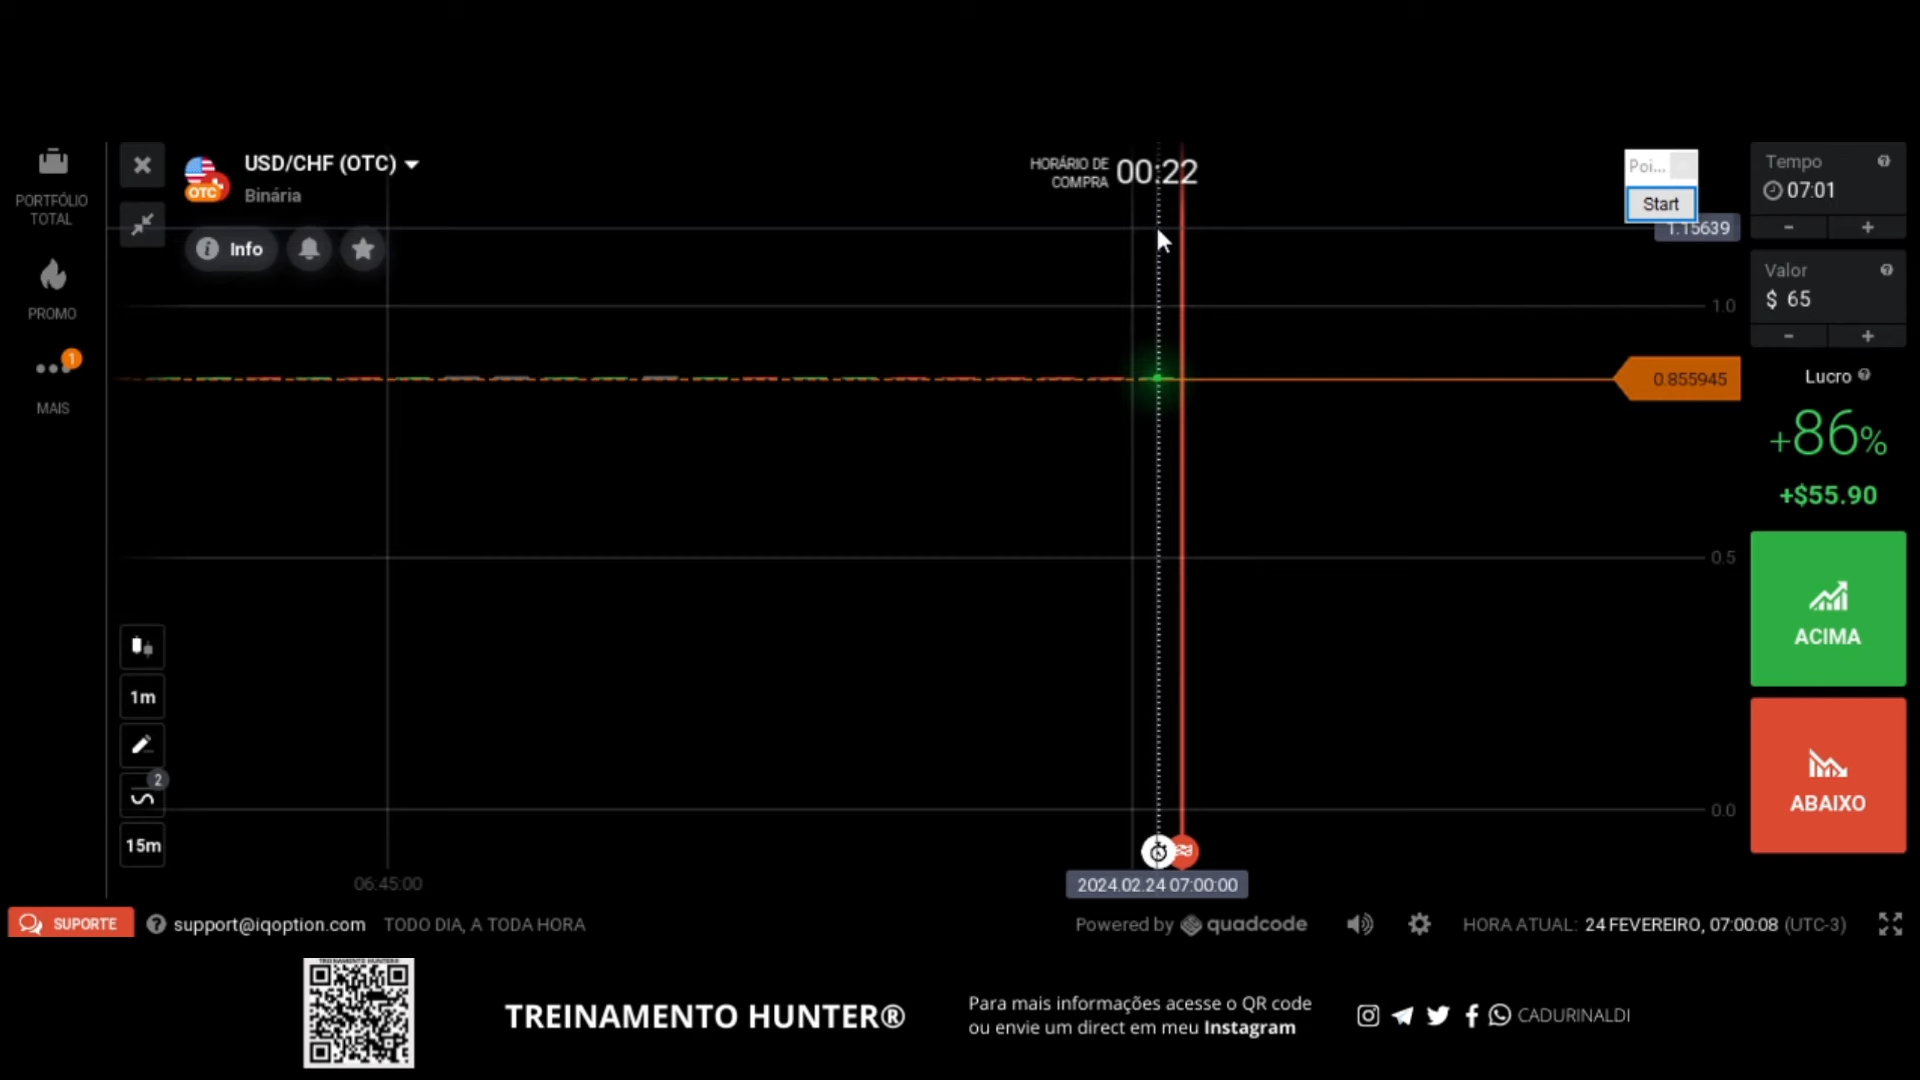 PORTFÓLIO
TOTAL
PROMO
1
MAIS
USD/CHF (OTC)
OTC
Binária
Info
HORÁRIO DE
COMPRA
00:22
Poi...
Start
1.15639
1.0
0.855945
0.5
0.0
Tempo
07:01
-
+
Valor
$ 65
-
+
Lucro
+86%
+$55.90
ACIMA
ABAIXO
1m
2
15m
06:45:00
2024.02.24 07:00:00
SUPORTE
support@iqoption.com
TODO DIA, A TODA HORA
Powered by quadcode
HORA ATUAL: 24 FEVEREIRO, 07:00:08 (UTC-3)
TREINAMENTO HUNTER®
TREINAMENTO HUNTER®
Para mais informações acesse o QR code
ou envie um direct em meu Instagram
CADURINALDI